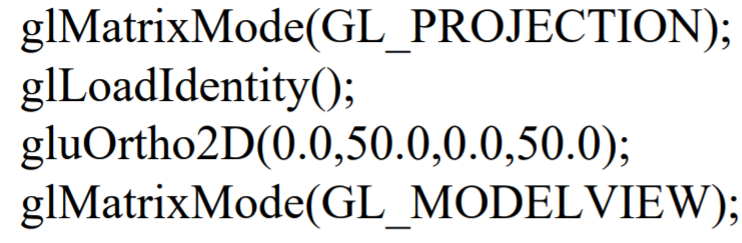 glMatrixMode(GL_PROJECTION);
glLoadIdentity();
gluOrtho2D(0.0,50.0,0.0,50.0);
glMatrixMode(GL_MODELVIEW);